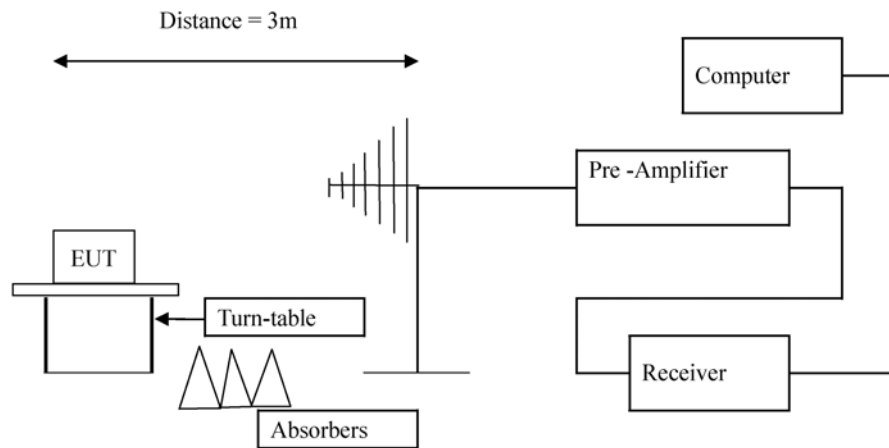 Distance = 3m
Computer
Pre -Amplifier
EUT
Turn-table
Receiver
Absorbers